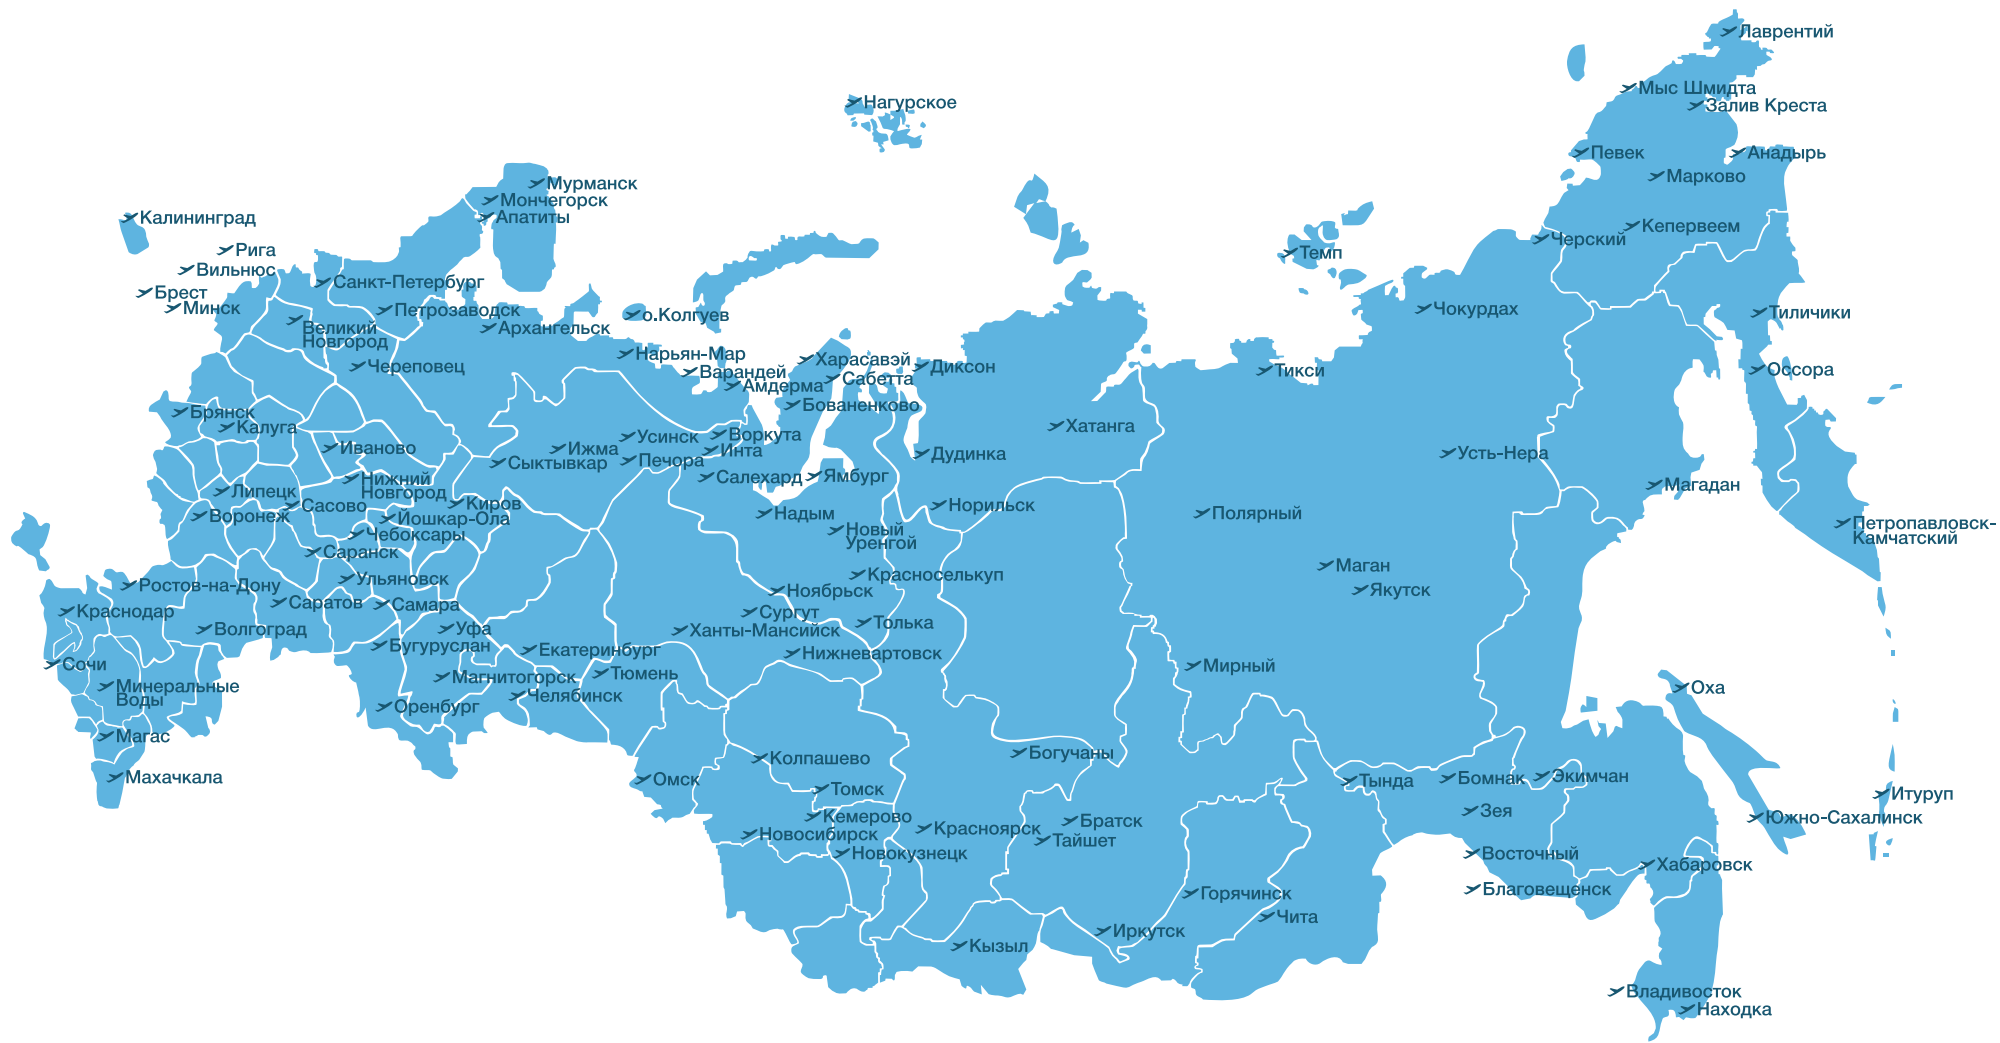 Лаврентий
Мыс Шмидта
Нагурское
Залив Креста
Певек
Анадырь
Марково
Мурманск
Мончегорск
Апатиты
Калининград
Кепервеем
Черский
Рига
Темп
Вильнюс
Санкт-Петербург
Брест
Минск
Петрозаводск
о.Колгуев
Чокурдах
Тиличики
Великий
Новгород
Архангельск
Нарьян-Мар
Харасавэй
Череповец
Варандей
Диксон
Тикси
Оссора
Амдерма
Сабетта
Бованенково
Брянск
Калуга
Хатанга
Усинск
Воркута
Иваново
Ижма
Инта
Дудинка
Усть-Нера
Сыктывкар
Печора
Салехард
Ямбург
Нижний
Новгород
Магадан
Липецк
Сасово
Киров
Норильск
Воронеж
Йошкар-Ола
Надым
Полярный
Петропавловск-
Камчатский
Чебоксары
Новый
Уренгой
Саранск
Маган
Ростов-на-Дону
Ульяновск
Красноселькуп
Ноябрьск
Якутск
Краснодар
Саратов
Самара
Сургут
Волгоград
Уфа
Ханты-Мансийск
Толька
Бугуруслан
Екатеринбург
Нижневартовск
Сочи
Мирный
Магнитогорск
Тюмень
Минеральные
Воды
Челябинск
Оха
Оренбург
Магас
Богучаны
Колпашево
Махачкала
Омск
Тында
Бомнак
Экимчан
Томск
Итуруп
Зея
Кемерово
Братск
Южно-Сахалинск
Новосибирск
Красноярск
Тайшет
Новокузнецк
Восточный
Хабаровск
Горячинск
Благовещенск
Чита
Иркутск
Кызыл
Владивосток
Находка